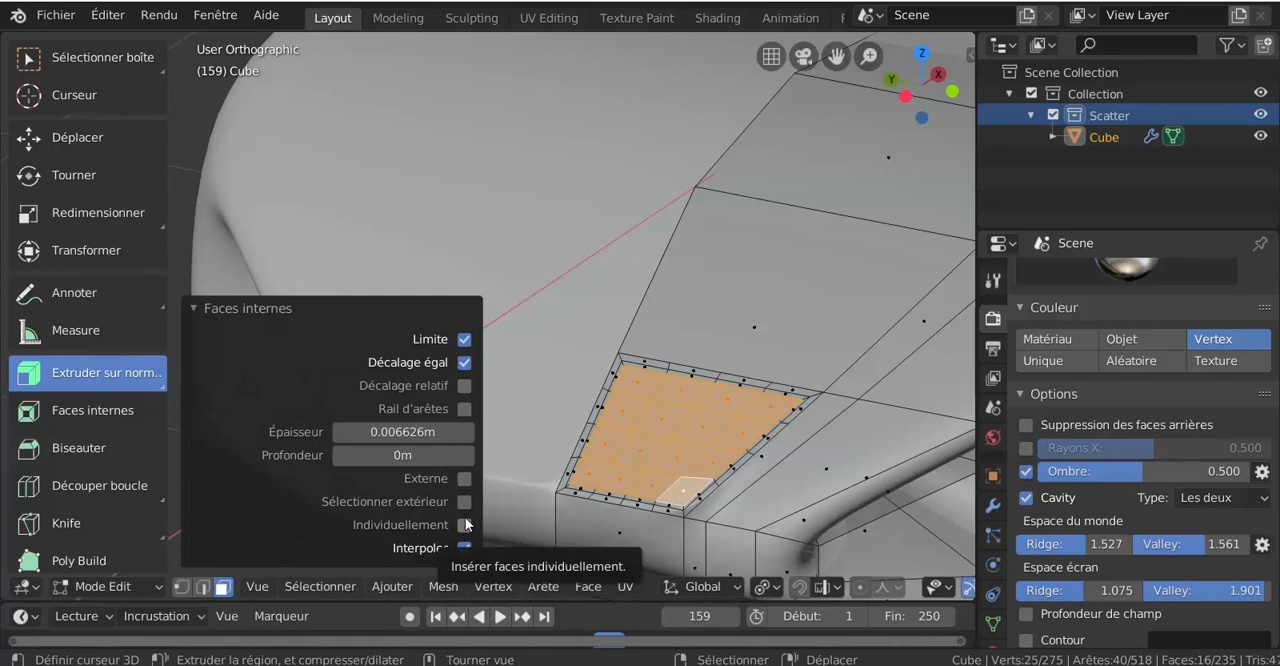 Fichier Éditer Rendu Fenêtre Aide Layout Modeling Sculpting UV Editing Texture Paint Shading Animation Scene View Layer
User Orthographic
(159) Cube
Sélectionner boîte
Curseur
Déplacer
Tourner
Redimensionner
Transformer
Annoter
Measure
Extruder sur norm..
Faces internes
Biseauter
Découper boucle
Knife
Poly Build
Z
Y
X
Faces internes
Limite
Décalage égal
Décalage relatif
Rail d'arêtes
Épaisseur 0.006626m
Profondeur 0m
Externe
Sélectionner extérieur
Individuellement
Interpoler
Insérer faces individuellement.
Scene Collection
Collection
Scatter
Cube
Scene
Couleur
Matériau Objet Vertex
Unique Aléatoire Texture
Options
Suppression des faces arrières
Rayons X: 0.500
Ombre: 0.500
Cavity Type: Les deux
Espace du monde
Ridge: 1.527 Valley: 1.561
Espace écran
Ridge: 1.075 Valley: 1.901
Profondeur de champ
Contour
Mode Edit Vue Sélectionner Ajouter Mesh Vertex Arête Face UV Global
Lecture Incrustation Vue Marqueur 159 Début: 1 Fin: 250
Définir curseur 3D Extruder la région, et compresser/dilater Tourner vue Sélectionner Déplacer Cube | Verts:25/275 | Arêtes:40/518 | Faces:16/235